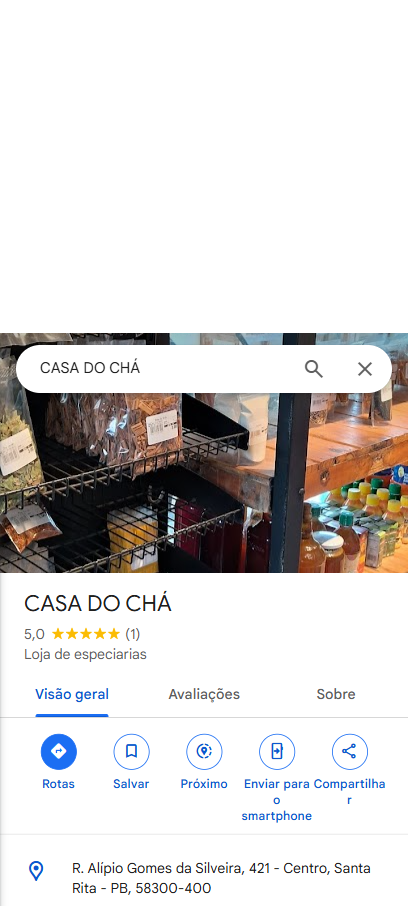 CASA DO CHÁ
CASA DO CHÁ
5,0 ★★★★★ (1)
Loja de especiarias
Visão geral Avaliações Sobre
Rotas Salvar Próximo Enviar para o smartphone Compartilhar
R. Alípio Gomes da Silveira, 421 - Centro, Santa
Rita - PB, 58300-400